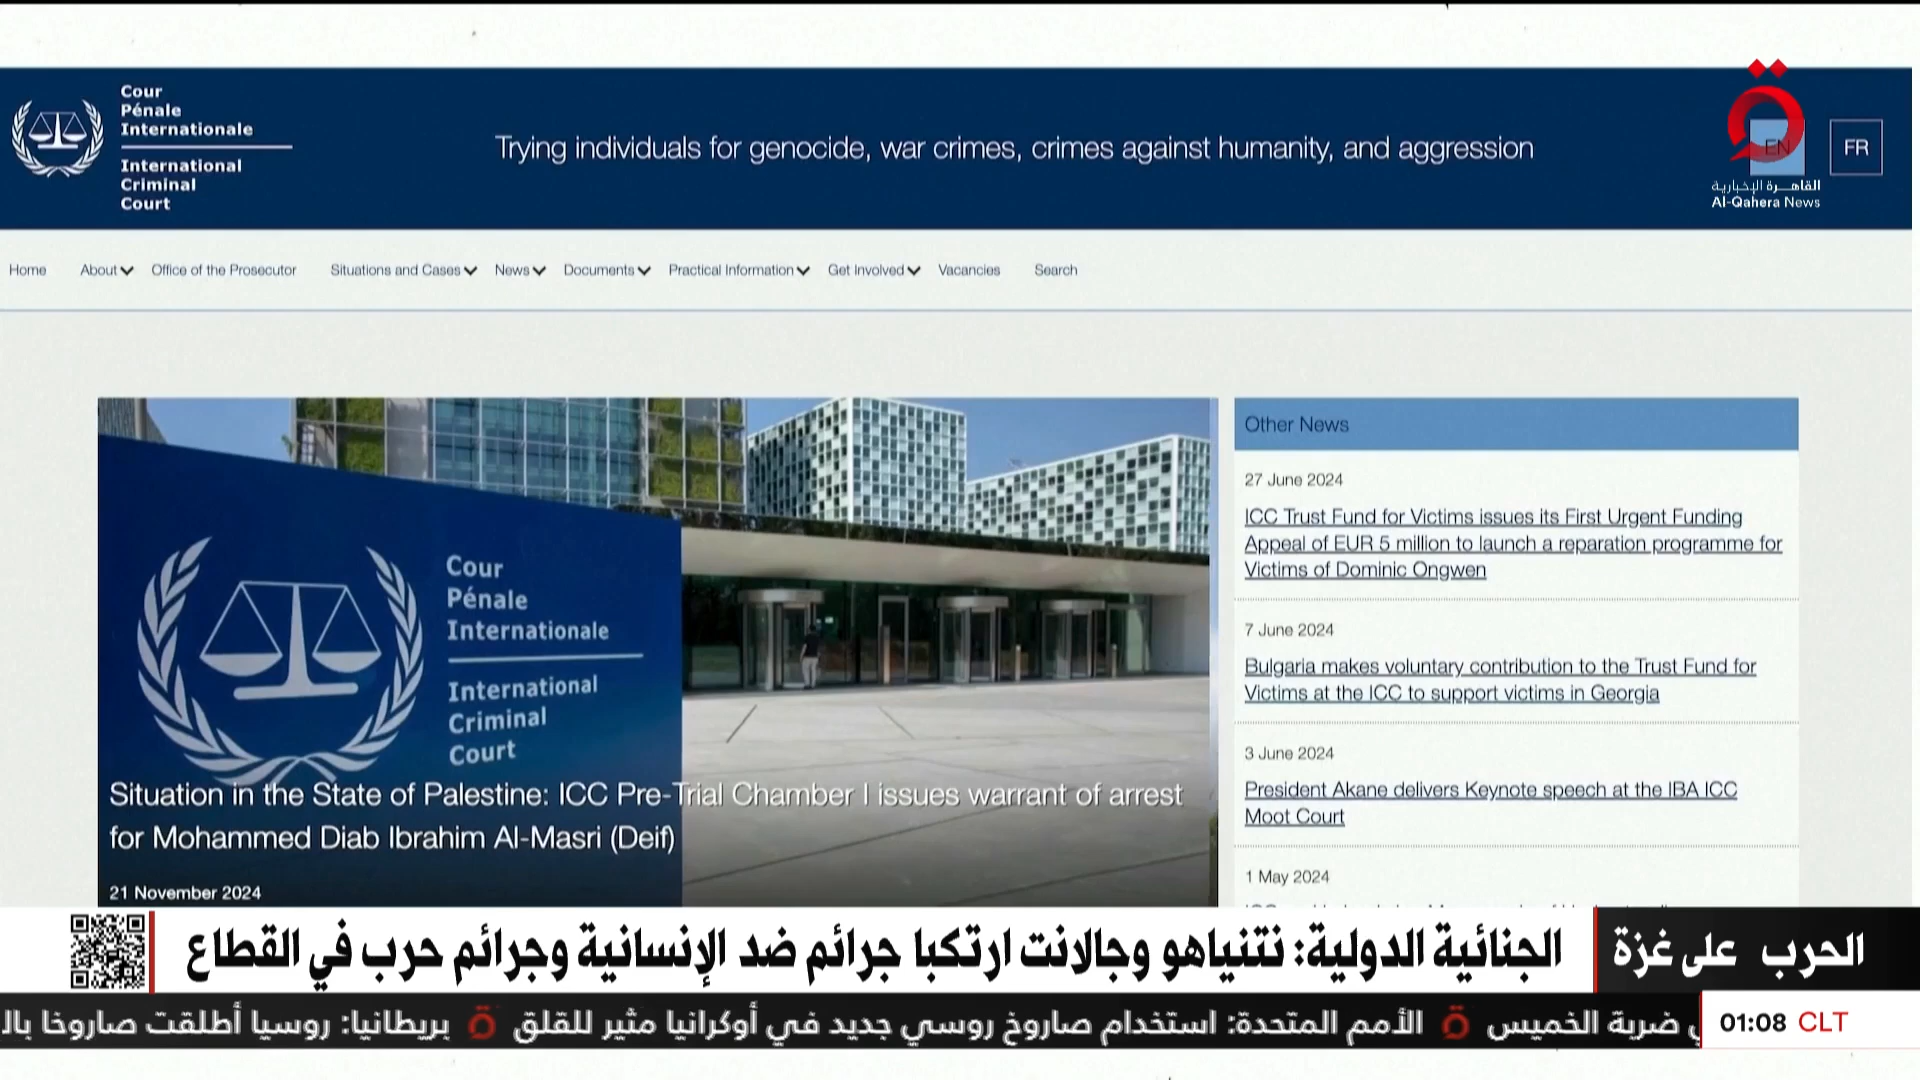 Cour
Pénale
Internationale
International
Criminal
Court
Trying individuals for genocide, war crimes, crimes against humanity, and aggression
EN
FR
القاهرة الإخبارية
Al-Qahera News
Home About Office of the Prosecutor Situations and Cases News Documents Practical Information Get Involved Vacancies Search
Cour
Pénale
Internationale
International
Criminal
Court
Situation in the State of Palestine: ICC Pre-Trial Chamber I issues warrant of arrest
for Mohammed Diab Ibrahim Al-Masri (Deif)
21 November 2024
Other News
27 June 2024
ICC Trust Fund for Victims issues its First Urgent Funding
Appeal of EUR 5 million to launch a reparation programme for
Victims of Dominic Ongwen
7 June 2024
Bulgaria makes voluntary contribution to the Trust Fund for
Victims at the ICC to support victims in Georgia
3 June 2024
President Akane delivers Keynote speech at the IBA ICC
Moot Court
1 May 2024
الحرب على غزة
الجنائية الدولية: نتنياهو وجالانت ارتكبا جرائم ضد الإنسانية وجرائم حرب في القطاع
ضربة الخميس
الأمم المتحدة: استخدام صاروخ روسي جديد في أوكرانيا مثير للقلق
بريطانيا: روسيا أطلقت صاروخا
01:08 CLT